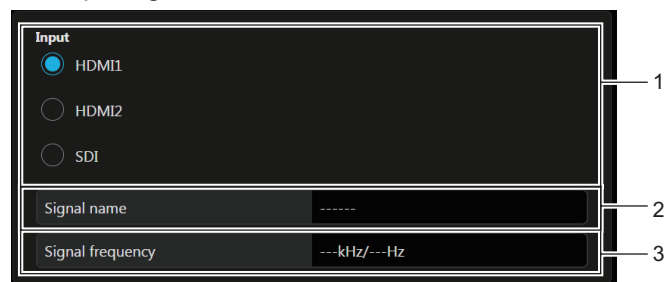 Input
HDMI1
HDMI2
SDI
1
Signal name ------
2
Signal frequency ---kHz/---Hz
3